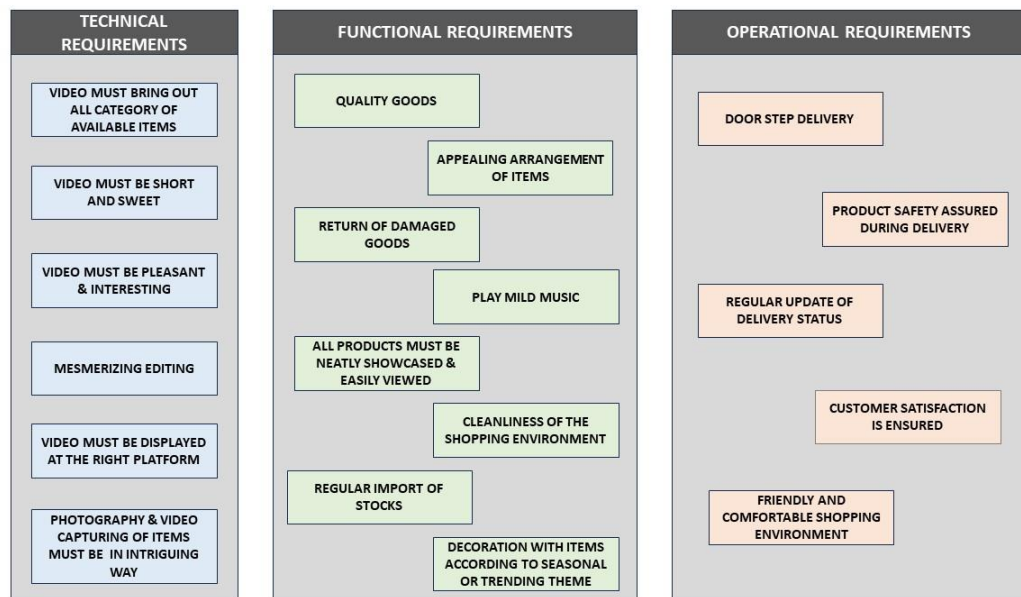 TECHNICAL
REQUIREMENTS
VIDEO MUST BRING OUT
ALL CATEGORY OF
AVAILABLE ITEMS
VIDEO MUST BE SHORT
AND SWEET
VIDEO MUST BE PLEASANT
& INTERESTING
MESMERIZING EDITING
VIDEO MUST BE DISPLAYED
AT THE RIGHT PLATFORM
PHOTOGRAPHY & VIDEO
CAPTURING OF ITEMS
MUST BE IN INTRIGUING
WAY
FUNCTIONAL REQUIREMENTS
QUALITY GOODS
APPEALING ARRANGEMENT
OF ITEMS
RETURN OF DAMAGED
GOODS
PLAY MILD MUSIC
ALL PRODUCTS MUST BE
NEATLY SHOWCASED &
EASILY VIEWED
CLEANLINESS OF THE
SHOPPING ENVIRONMENT
REGULAR IMPORT OF
STOCKS
DECORATION WITH ITEMS
ACCORDING TO SEASONAL
OR TRENDING THEME
OPERATIONAL REQUIREMENTS
DOOR STEP DELIVERY
PRODUCT SAFETY ASSURED
DURING DELIVERY
REGULAR UPDATE OF
DELIVERY STATUS
CUSTOMER SATISFACTION
IS ENSURED
FRIENDLY AND
COMFORTABLE SHOPPING
ENVIRONMENT